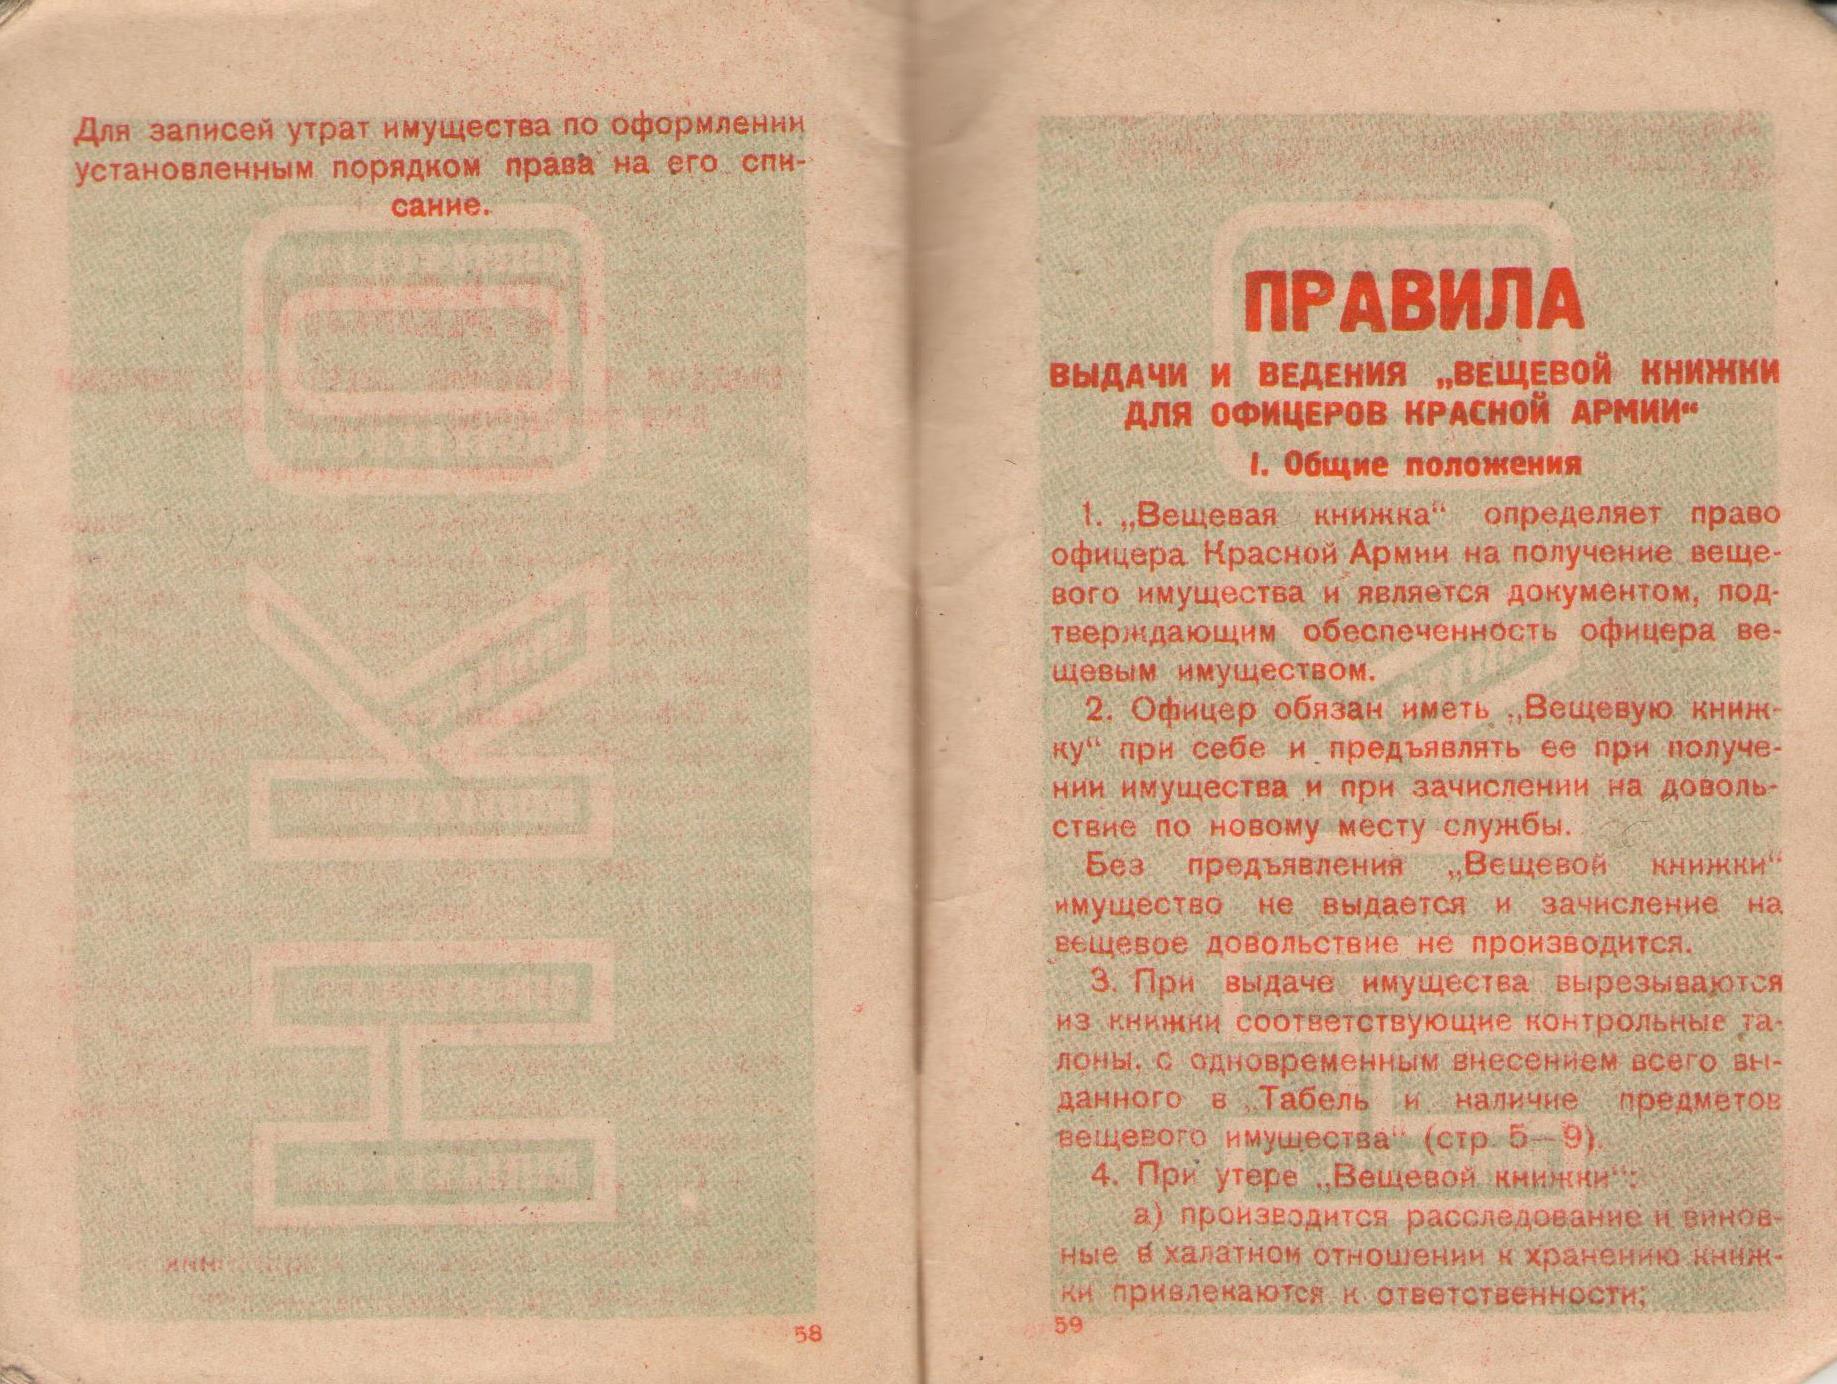 Для записей утрат имущества по оформлении
установленным порядком права на его спи-
сание.
58
ПРАВИЛА
ВЫДАЧИ И ВЕДЕНИЯ „ВЕЩЕВОЙ КНИЖКИ
ДЛЯ ОФИЦЕРОВ КРАСНОЙ АРМИИ“
I. Общие положения
1. „Вещевая книжка“ определяет право
офицера Красной Армии на получение веще-
вого имущества и является документом, под-
тверждающим обеспеченность офицера ве-
щевым имуществом.
2. Офицер обязан иметь „Вещевую книж-
ку“ при себе и предъявлять ее при получе-
нии имущества и при зачислении на доволь-
ствие по новому месту службы.
Без предъявления „Вещевой книжки“
имущество не выдается и зачисление на
вещевое довольствие не производится.
3. При выдаче имущества вырезываются
из книжки соответствующие контрольные та-
лоны, с одновременным внесением всего вы-
данного в „Табель и наличие предметов
вещевого имущества“ (стр. 5—9).
4. При утере „Вещевой книжки“:
а) производится расследование и винов-
ные в халатном отношении к хранению книж-
ки привлекаются к ответственности;
59